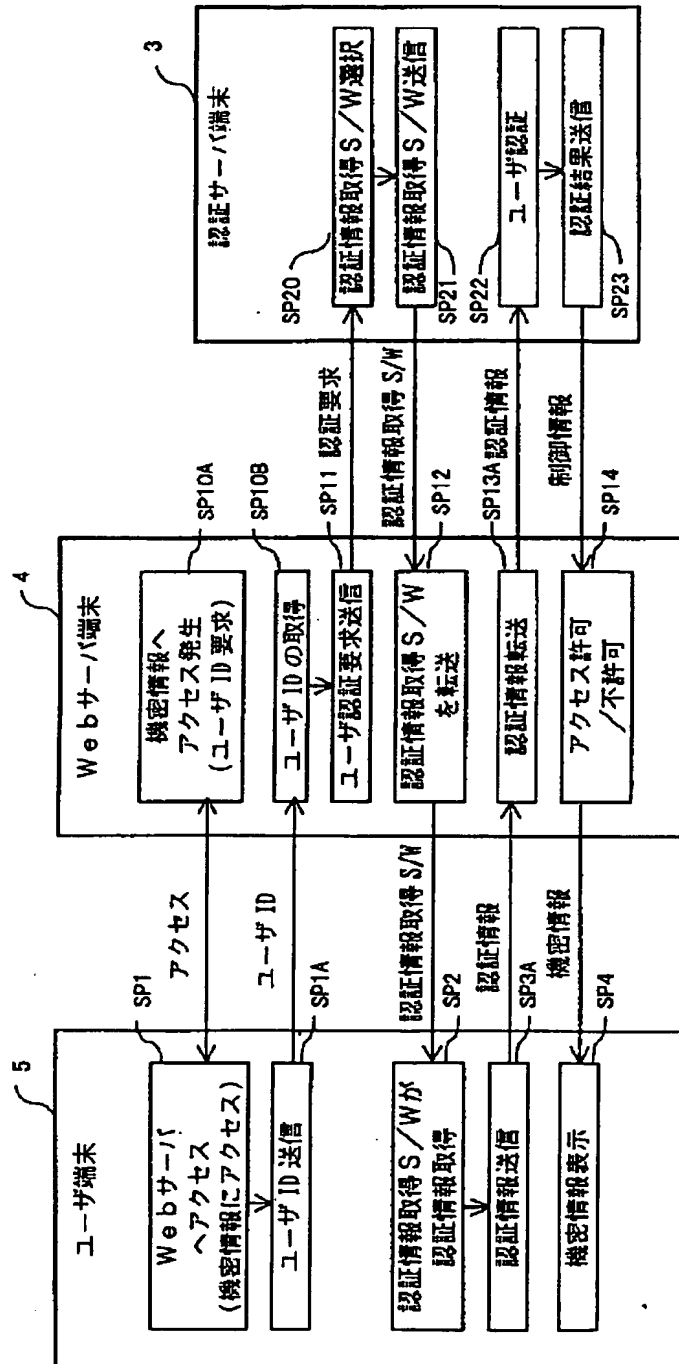 5
ユーザ端末
SP1
Webサーバ
へアクセス
(機密情報にアクセス)
SP1A
ユーザID送信
SP2
認証情報取得S/Wが
認証情報取得
SP3A
認証情報送信
SP4
機密情報表示
アクセス
ユーザID
認証情報取得S/W
認証情報
機密情報
4
Webサーバ端末
SP10A
機密情報へ
アクセス発生
(ユーザID要求)
SP10B
ユーザIDの取得
SP11
ユーザ認証要求送信
SP12
認証情報取得S/W
を転送
SP13A
認証情報転送
SP14
アクセス許可
/不許可
認証要求
認証情報取得S/W
認証情報
制御情報
3
認証サーバ端末
SP20
認証情報取得S/W選択
認証情報取得S/W送信
SP21
SP22
ユーザ認証
認証結果送信
SP23